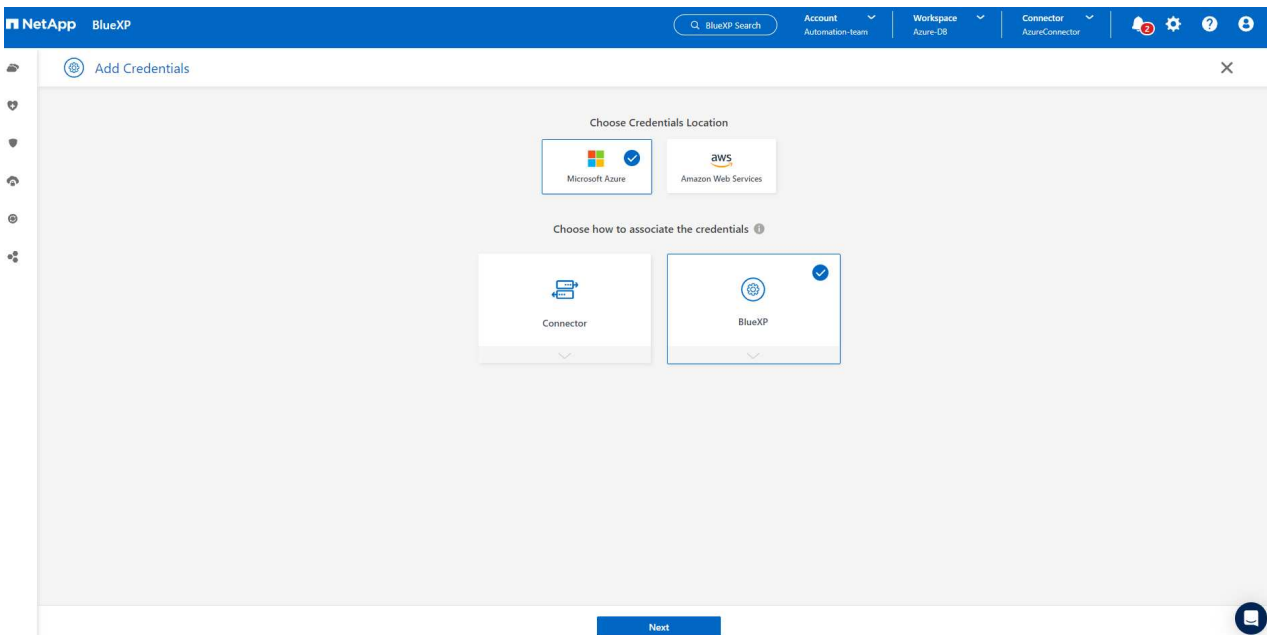 NetApp BlueXP
BlueXP Search
Account
Automation-team
Workspace
Azure-DB
Connector
AzureConnector
2
Add Credentials
Choose Credentials Location
Microsoft Azure
aws
Amazon Web Services
Choose how to associate the credentials
Connector
BlueXP
Next